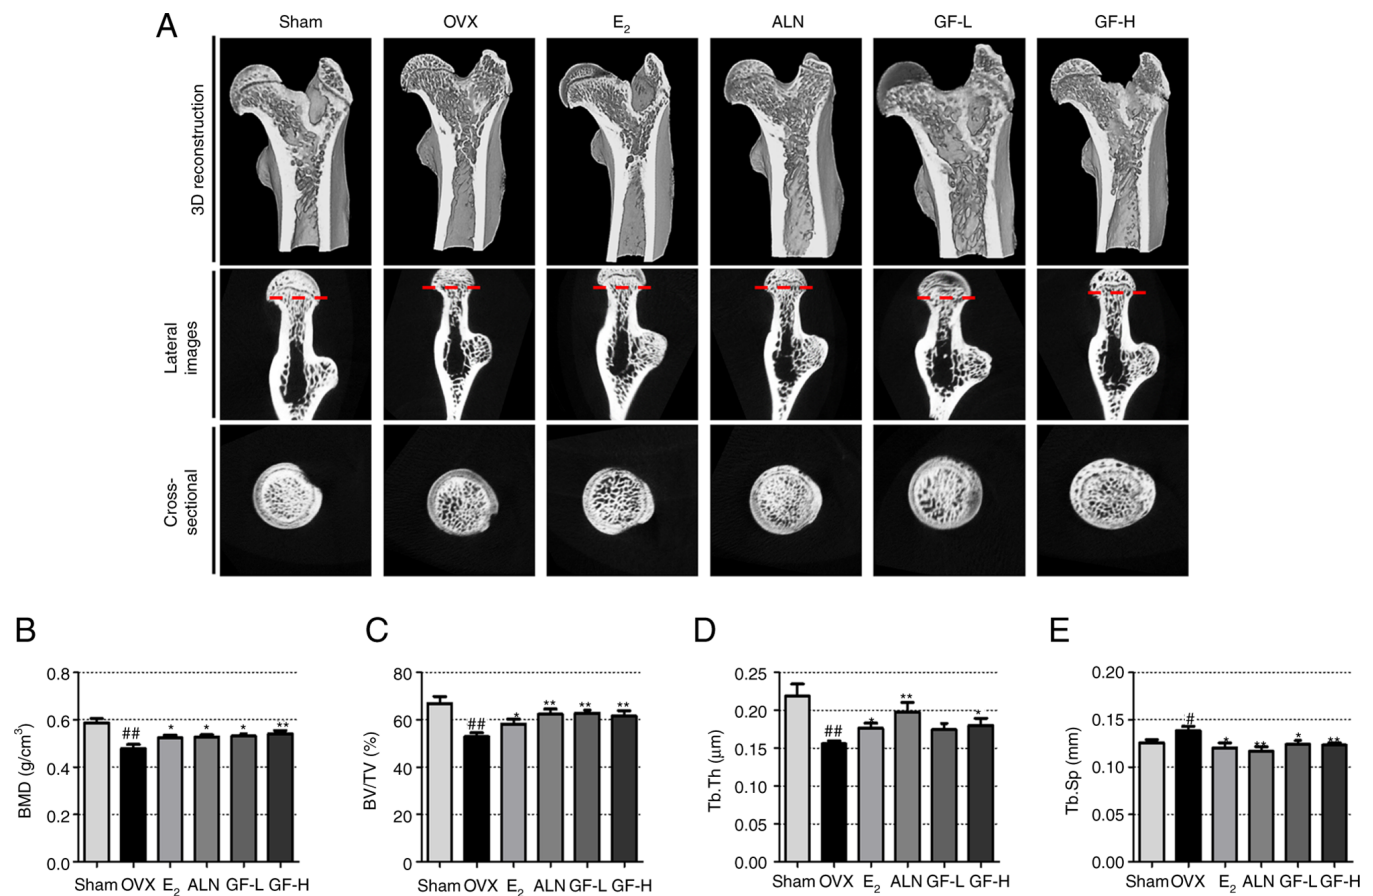 A
Sham OVX E2 ALN GF-L GF-H
3D reconstruction
Lateral
images
Cross-
sectional
B
BMD (g/cm3)
0.8
0.6
0.4
0.2
0.0
##
*
*
*
**
Sham OVX E2 ALN GF-L GF-H
C
BV/TV (%)
80
60
40
20
0
##
*
**
**
**
Sham OVX E2 ALN GF-L GF-H
D
Tb.Th (µm)
0.25
0.20
0.15
0.10
0.05
0.00
##
*
**
*
Sham OVX E2 ALN GF-L GF-H
E
Tb.Sp (mm)
0.20
0.15
0.10
0.05
0.00
#
*
**
*
**
Sham OVX E2 ALN GF-L GF-H